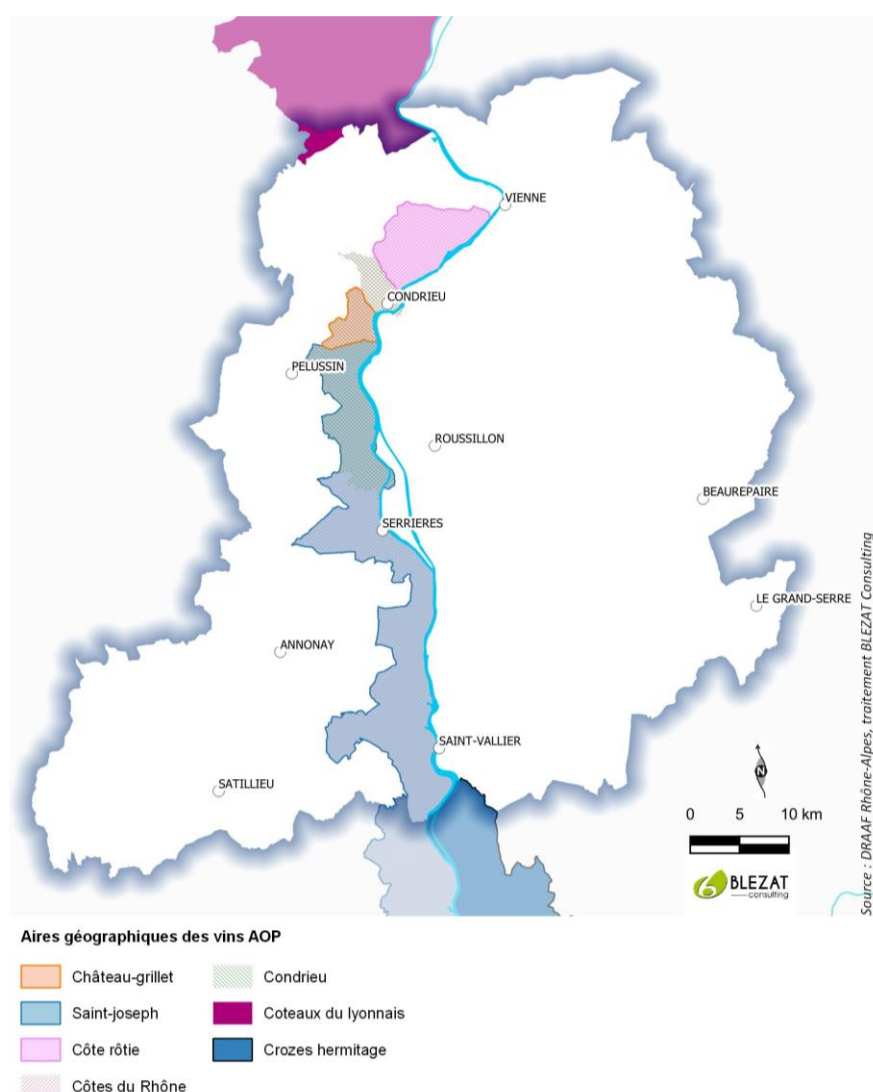 VIENNE
CONDRIEU
PELUSSIN
ROUSSILLON
BEAUREPAIRE
SERRIERES
LE GRAND-SERRE
ANNONAY
SAINT-VALLIER
SATILLIEU
N
0 5 10 km
BLEZAT
consulting
Source : DRAAF Rhône-Alpes, traitement BLEZAT Consulting
Aires géographiques des vins AOP
Château-grillet
Condrieu
Saint-joseph
Coteaux du lyonnais
Côte rôtie
Crozes hermitage
Côtes du Rhône